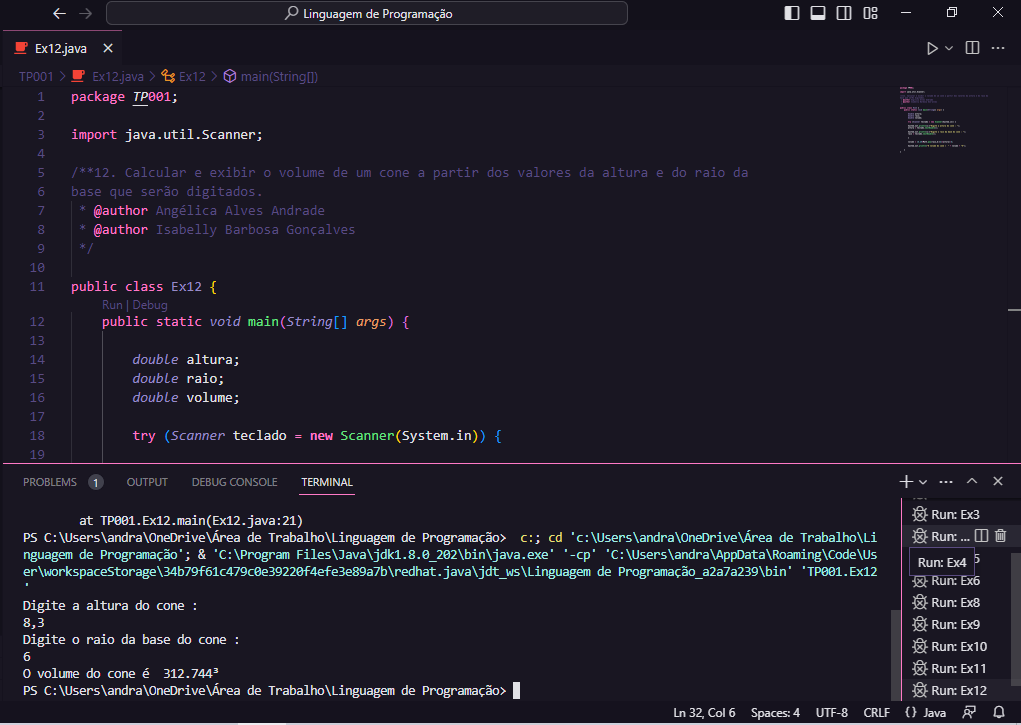 Linguagem de Programação
Ex12.java
TP001 > Ex12.java > Ex12 > main(String[])
1 package TP001;
2
3 import java.util.Scanner;
4
5 /**12. Calcular e exibir o volume de um cone a partir dos valores da altura e do raio da
6 base que serão digitados.
7 * @author Angélica Alves Andrade
8 * @author Isabelly Barbosa Gonçalves
9 */
10
11 public class Ex12 {
Run | Debug
12 public static void main(String[] args) {
13
14 double altura;
15 double raio;
16 double volume;
17
18 try (Scanner teclado = new Scanner(System.in)) {
19
PROBLEMS 1 OUTPUT DEBUG CONSOLE TERMINAL
at TP001.Ex12.main(Ex12.java:21)
PS C:\Users\andra\OneDrive\Área de Trabalho\Linguagem de Programação> c:; cd 'c:\Users\andra\OneDrive\Área de Trabalho\Li
nguagem de Programação'; & 'C:\Program Files\Java\jdk1.8.0_202\bin\java.exe' '-cp' 'C:\Users\andra\AppData\Roaming\Code\Us
er\workspaceStorage\34b79f61c479c0e39220f4efe3e89a7b\redhat.java\jdt_ws\Linguagem de Programação_a2a7a239\bin' 'TP001.Ex12
'
Digite a altura do cone :
8,3
Digite o raio da base do cone :
6
O volume do cone é 312.744³
PS C:\Users\andra\OneDrive\Área de Trabalho\Linguagem de Programação>
Run: Ex3
Run: ...
Run: Ex4
5
Run: Ex6
Run: Ex8
Run: Ex9
Run: Ex10
Run: Ex11
Run: Ex12
Ln 32, Col 6 Spaces: 4 UTF-8 CRLF {} Java